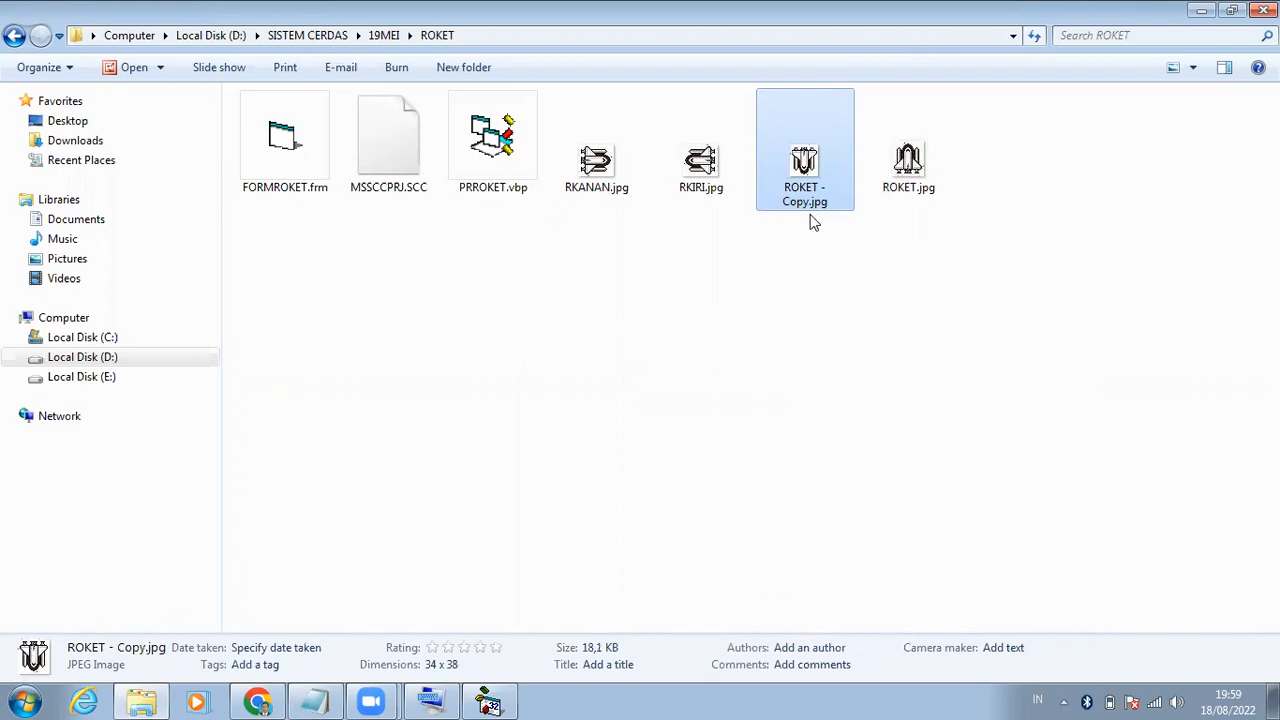 Computer Local Disk (D:) SISTEM CERDAS 19MEI ROKET Search ROKET
Organize Open Slide show Print E-mail Burn New folder
Favorites
Desktop
Downloads
Recent Places
Libraries
Documents
Music
Pictures
Videos
Computer
Local Disk (C:)
Local Disk (D:)
Local Disk (E:)
Network
FORMROKET.frm MSSCCPRJ.SCC PRROKET.vbp RKANAN.jpg RKIRI.jpg ROKET - ROKET.jpg
Copy.jpg
ROKET - Copy.jpg Date taken: Specify date taken Rating: Size: 18,1 KB Authors: Add an author Camera maker: Add text
JPEG Image Tags: Add a tag Dimensions: 34 x 38 Title: Add a title Comments: Add comments
32
IN
19:59
18/08/2022